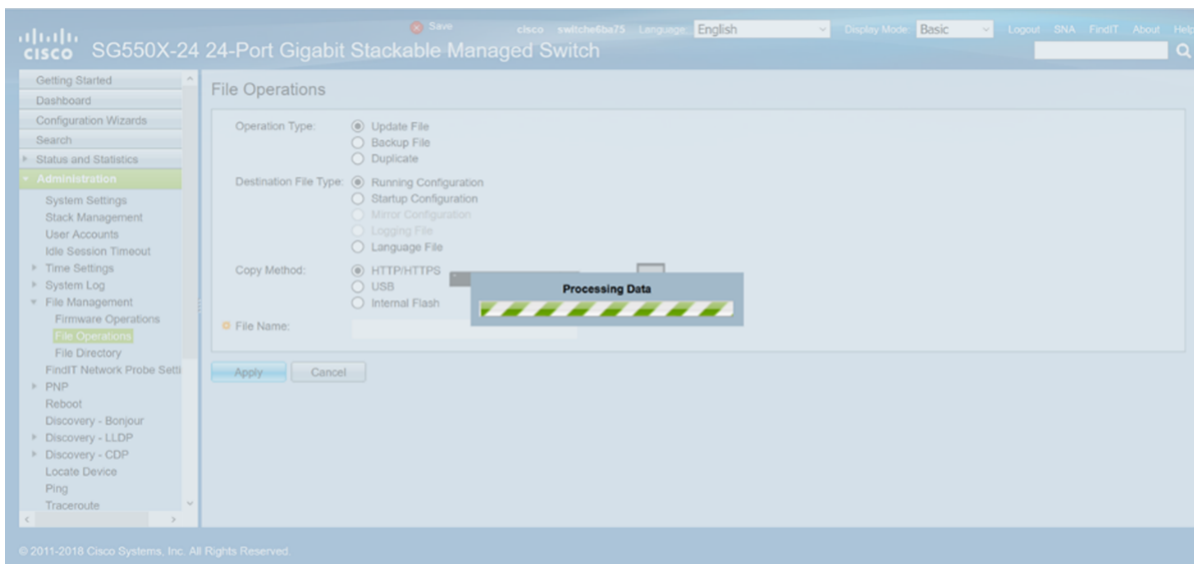 Save cisco switche6ba75 Language: English Display Mode: Basic Logout SNA FindIT About Help
CISCO SG550X-24 24-Port Gigabit Stackable Managed Switch
Getting Started
Dashboard
Configuration Wizards
Search
Status and Statistics
Administration
System Settings
Stack Management
User Accounts
Idle Session Timeout
Time Settings
System Log
File Management
Firmware Operations
File Operations
File Directory
FindIT Network Probe Setti
PNP
Reboot
Discovery - Bonjour
Discovery - LLDP
Discovery - CDP
Locate Device
Ping
Traceroute
File Operations
Operation Type: Update File
Backup File
Duplicate
Destination File Type: Running Configuration
Startup Configuration
Mirror Configuration
Logging File
Language File
Copy Method: HTTP/HTTPS
USB
Internal Flash
File Name:
Processing Data
Apply Cancel
© 2011-2018 Cisco Systems, Inc. All Rights Reserved.